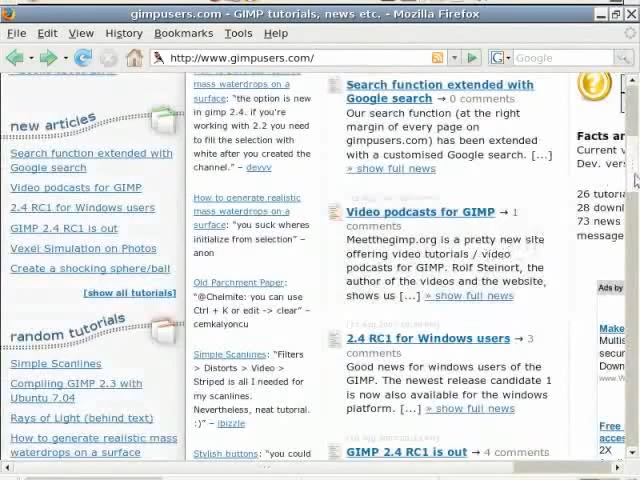 gimpusers.com - GIMP tutorials, news etc. - Mozilla Firefox
File Edit View History Bookmarks Tools Help
http://www.gimpusers.com/
Google
new articles
Search function extended with
Google search
Video podcasts for GIMP
2.4 RC1 for Windows users
GIMP 2.4 RC1 is out
Vexel Simulation on Photos
Create a shocking sphere/ball
[show all tutorials]
random tutorials
Simple Scanlines
Compiling GIMP 2.3 with
Ubuntu 7.04
Rays of Light (behind text)
How to generate realistic mass
waterdrops on a surface
mass waterdrops on a
surface: "the option is new
in gimp 2.4. if you're
working with 2.2 you need
to fill the selection with
white after you created the
channel." – devvv
How to generate realistic
mass waterdrops on a
surface: "you suck wheres
initialize from selection" –
anon
Old Parchment Paper:
"@Chelmite: you can use
Ctrl + K or edit -> clear" –
cemkalyoncu
Simple Scanlines: "Filters
> Distorts > Video >
Striped is all I needed for
my scanlines.
Nevertheless, neat tutorial.
:)" – ibizzle
Stylish buttons: "you could
Search function extended with
Google search → 0 comments
Our search function (at the right
margin of every page on
gimpusers.com) has been extended
with a customised Google search. [...]
» show full news
Video podcasts for GIMP → 1
comments
Meetthegimp.org is a pretty new site
offering video tutorials / video
podcasts for GIMP. Rolf Steinort, the
author of the videos and the website,
shows us [...] » show full news
2.4 RC1 for Windows users → 3
comments
Good news for windows users of the
GIMP. The newest release candidate 1
is now also available for the windows
platform. [...] » show full news
GIMP 2.4 RC1 is out → 4 comments
Facts an
Current v
Dev. vers
26 tutoria
28 downl
73 news
message
Ads by
Make
Multis
secur
www.W
Free
acces
2X